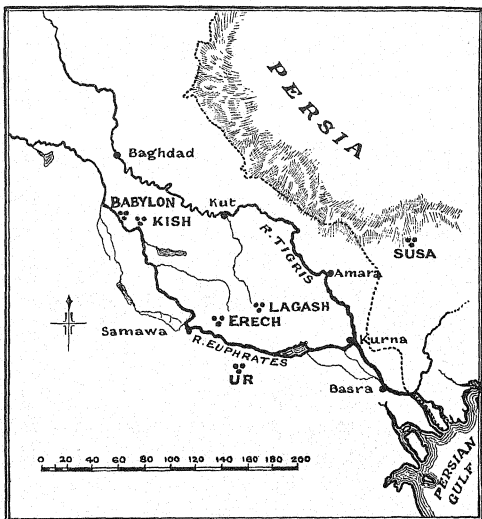 PERSIA
Baghdad
BABYLON
KISH
Kut
R. TIGRIS
SUSA
Amara
LAGASH
ERECH
Samawa
R. EUPHRATES
Kurna
UR
Basra
0 20 40 60 80 100 120 140 160 180 200
PERSIAN
GULF